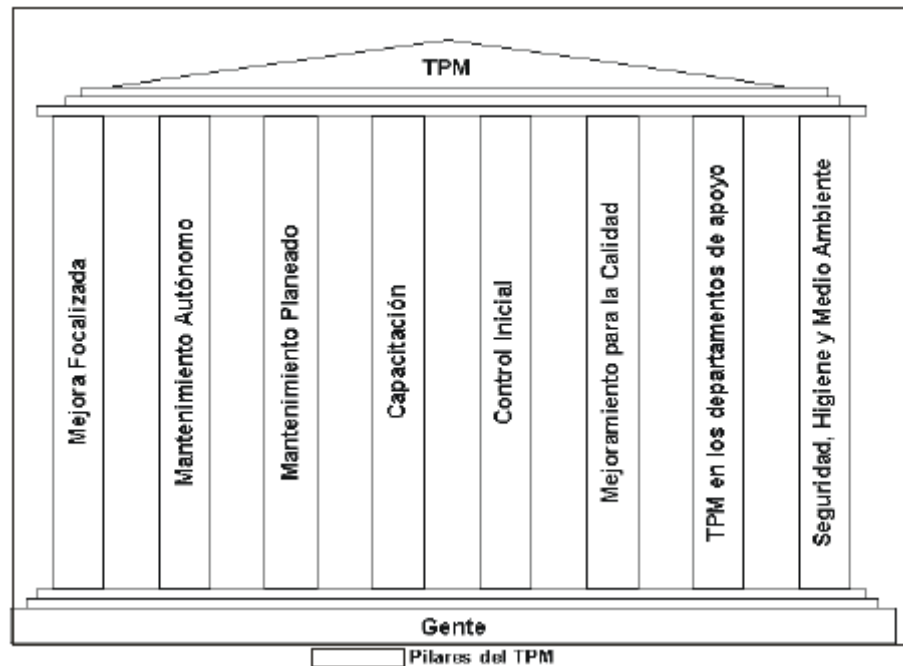 TPM
Mejora Focalizada
Mantenimiento Autónomo
Mantenimiento Planeado
Capacitación
Control Inicial
Mejoramiento para la Calidad
TPM en los departamentos de apoyo
Seguridad, Higiene y Medio Ambiente
Gente
Pilares del TPM